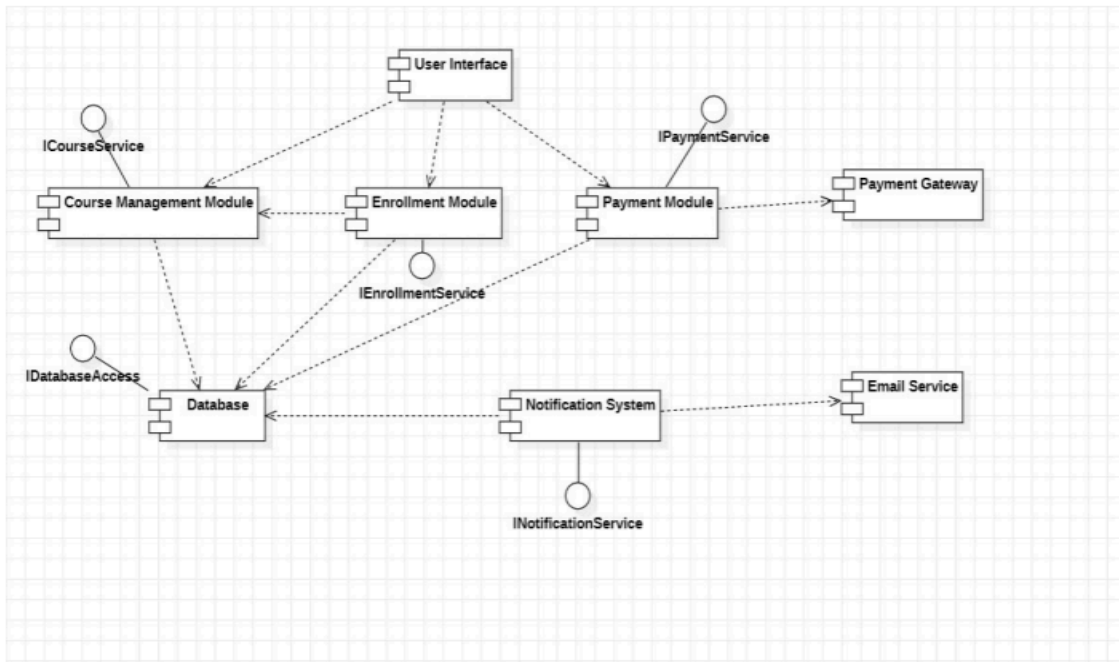 User Interface
ICourseService
IPaymentService
Course Management Module
Enrollment Module
Payment Module
Payment Gateway
IEnrollmentService
IDatabaseAccess
Database
Notification System
Email Service
INotificationService